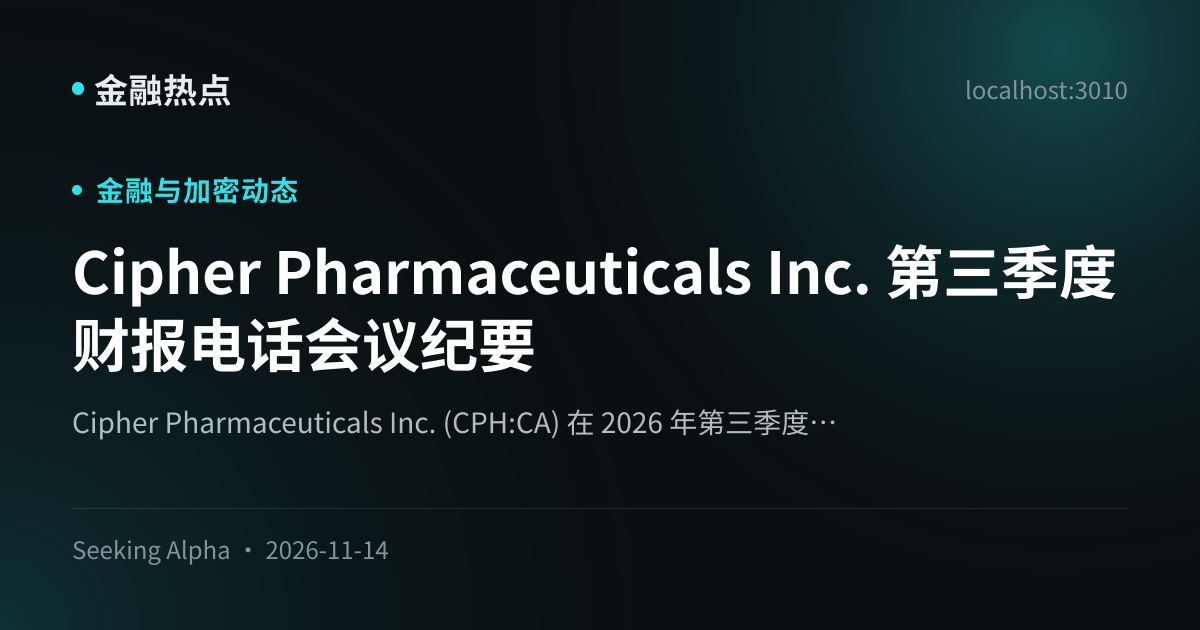 金融热点
localhost:3010
金融与加密动态
Cipher Pharmaceuticals Inc. 第三季度
财报电话会议纪要
Cipher Pharmaceuticals Inc. (CPH:CA) 在 2026 年第三季度…
Seeking Alpha • 2026-11-14